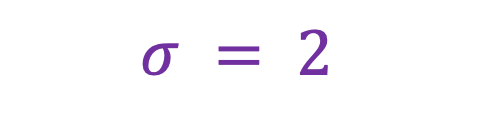 σ = 2